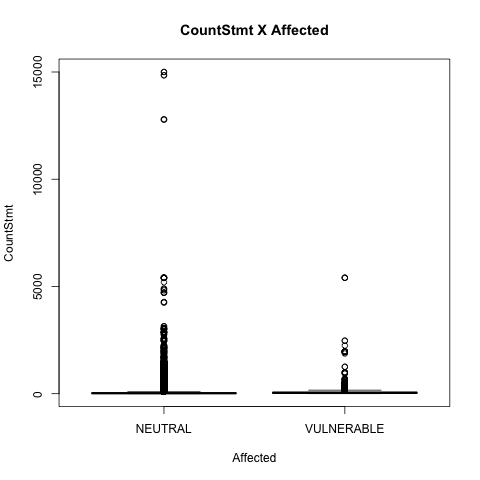 CountStmt X Affected
15000
10000
5000
0
CountStmt
NEUTRAL
VULNERABLE
Affected